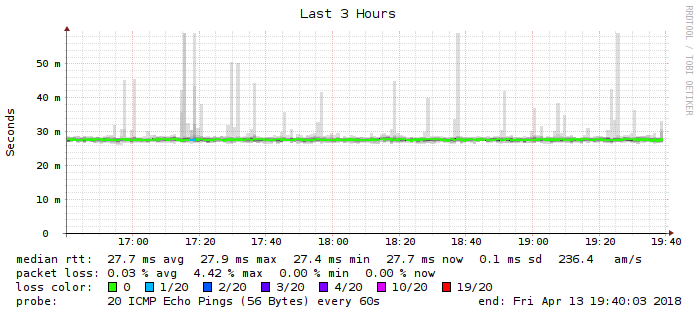 Last 3 Hours
RRDTOOL / TOBI OETIKER
Seconds
50 m
40 m
30 m
20 m
10 m
0
17:00 17:20 17:40 18:00 18:20 18:40 19:00 19:20 19:40
median rtt: 27.7 ms avg 27.9 ms max 27.4 ms min 27.7 ms now 0.1 ms sd 236.4 am/s
packet loss: 0.03 % avg 4.42 % max 0.00 % min 0.00 % now
loss color: 0 1/20 2/20 3/20 4/20 10/20 19/20
probe: 20 ICMP Echo Pings (56 Bytes) every 60s end: Fri Apr 13 19:40:03 2018